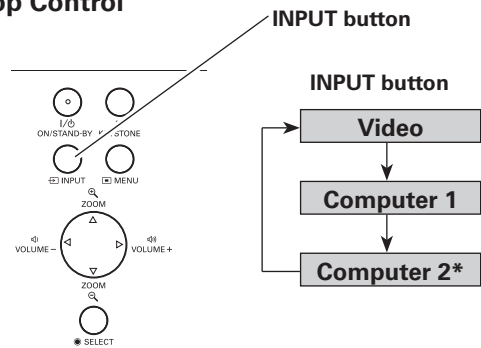 op Control
INPUT button
INPUT button
Video
Computer 1
Computer 2*
ON/STAND-BY
STONE
INPUT
MENU
ZOOM
VOLUME−
VOLUME+
ZOOM
SELECT